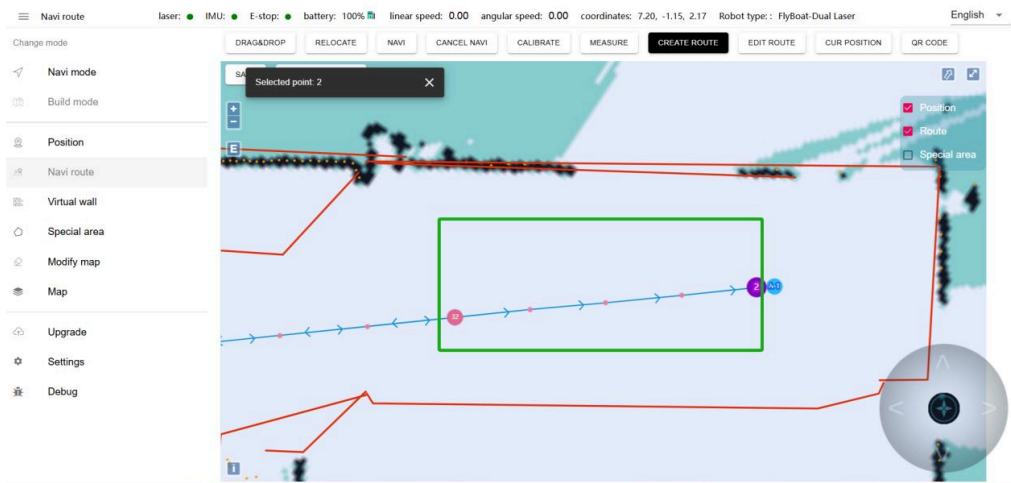 Navi route laser: IMU: E-stop: battery: 100% linear speed: 0.00 angular speed: 0.00 coordinates: 7.20, -1.15, 2.17 Robot type: : FlyBoat-Dual Laser English
Change mode
DRAG&DROP RELOCATE NAVI CANCEL NAVI CALIBRATE MEASURE CREATE ROUTE EDIT ROUTE CUR POSITION QR CODE
Navi mode
Selected point: 2
Build mode
+
Position
−
Route
Position
E
Special area
Navi route
Virtual wall
Special area
Modify map
2
32
Map
Upgrade
Settings
Debug
i